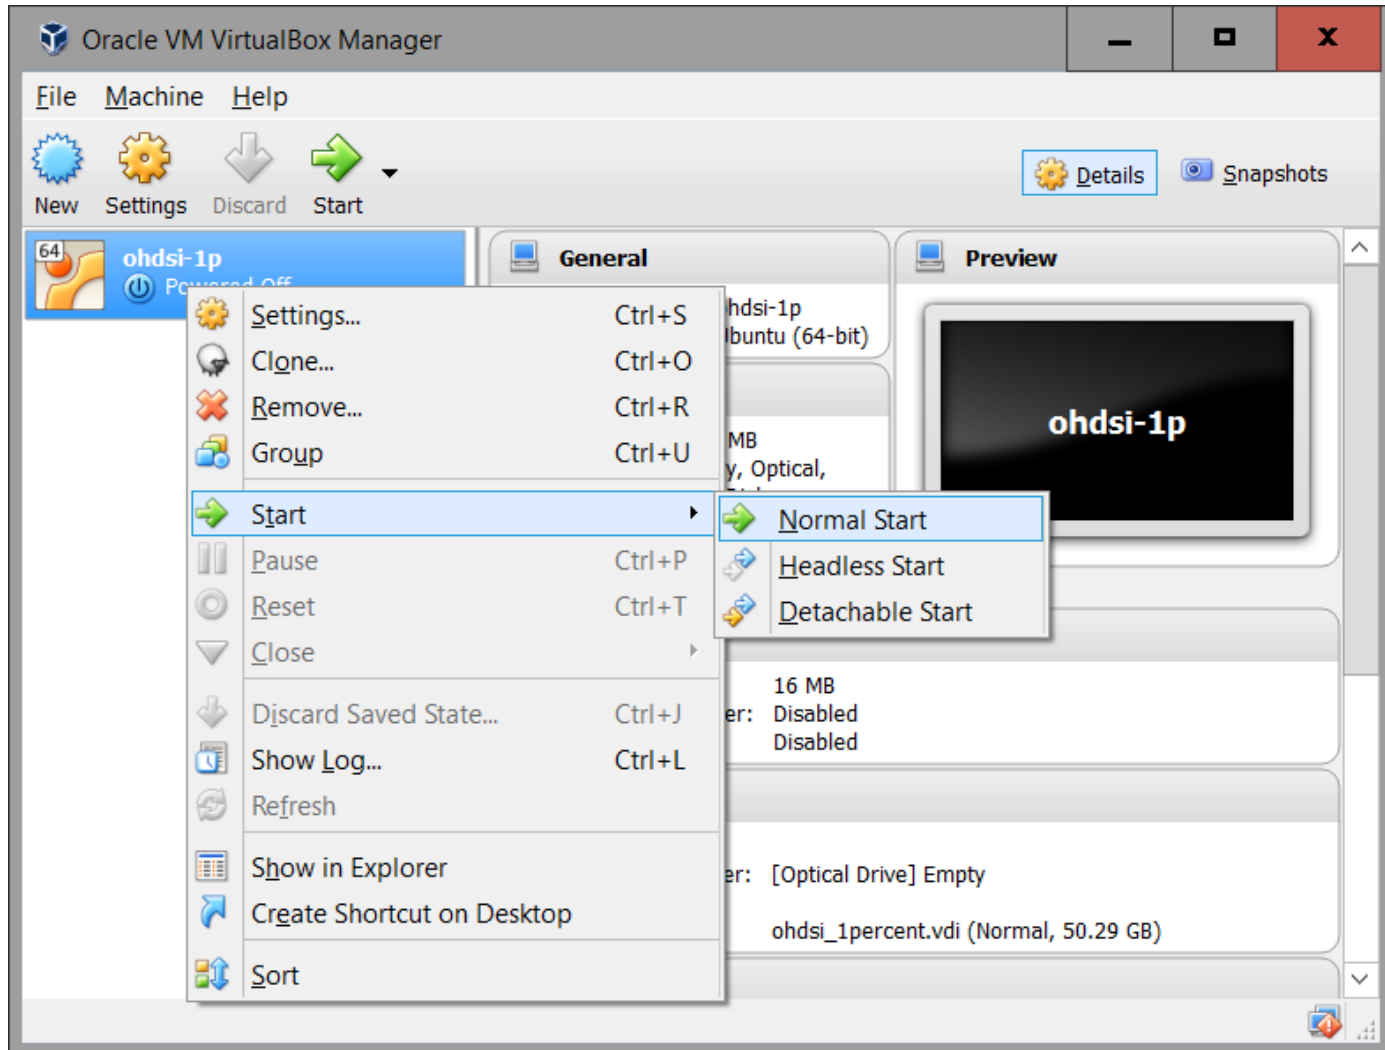 Oracle VM VirtualBox Manager
File Machine Help
New Settings Discard Start
Details Snapshots
64
ohdsi-1p
General
Preview
hdsi-1p
buntu (64-bit)
ohdsi-1p
Settings... Ctrl+S
Clone... Ctrl+O
Remove... Ctrl+R
Group Ctrl+U
Start
Pause Ctrl+P
Reset Ctrl+T
Close
Discard Saved State... Ctrl+J
Show Log... Ctrl+L
Refresh
Show in Explorer
Create Shortcut on Desktop
Sort
Normal Start
Headless Start
Detachable Start
MB
y, Optical,
16 MB
er: Disabled
Disabled
er: [Optical Drive] Empty
ohdsi_1percent.vdi (Normal, 50.29 GB)